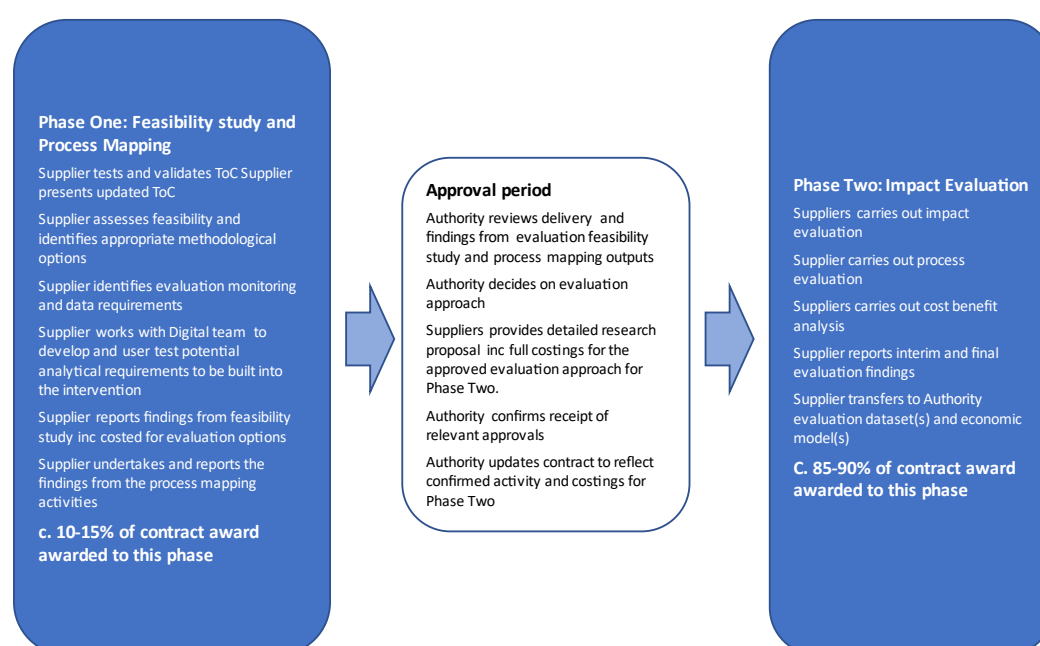 Phase One: Feasibility study and
Process Mapping
Supplier tests and validates ToC Supplier
presents updated ToC
Supplier assesses feasibility and
identifies appropriate methodological
options
Supplier identifies evaluation monitoring
and data requirements
Supplier works with Digital team to
develop and user test potential
analytical requirements to be built into
the intervention
Supplier reports findings from feasibility
study inc costed for evaluation options
Supplier undertakes and reports the
findings from the process mapping
activities
c. 10-15% of contract award
awarded to this phase
Approval period
Authority reviews delivery and
findings from evaluation feasibility
study and process mapping outputs
Authority decides on evaluation
approach
Suppliers provides detailed research
proposal inc full costings for the
approved evaluation approach for
Phase Two.
Authority confirms receipt of
relevant approvals
Authority updates contract to reflect
confirmed activity and costings for
Phase Two
Phase Two: Impact Evaluation
Suppliers carries out impact
evaluation
Supplier carries out process
evaluation
Suppliers carries out cost benefit
analysis
Supplier reports interim and final
evaluation findings
Supplier transfers to Authority
evaluation dataset(s) and economic
model(s)
C. 85-90% of contract award
awarded to this phase